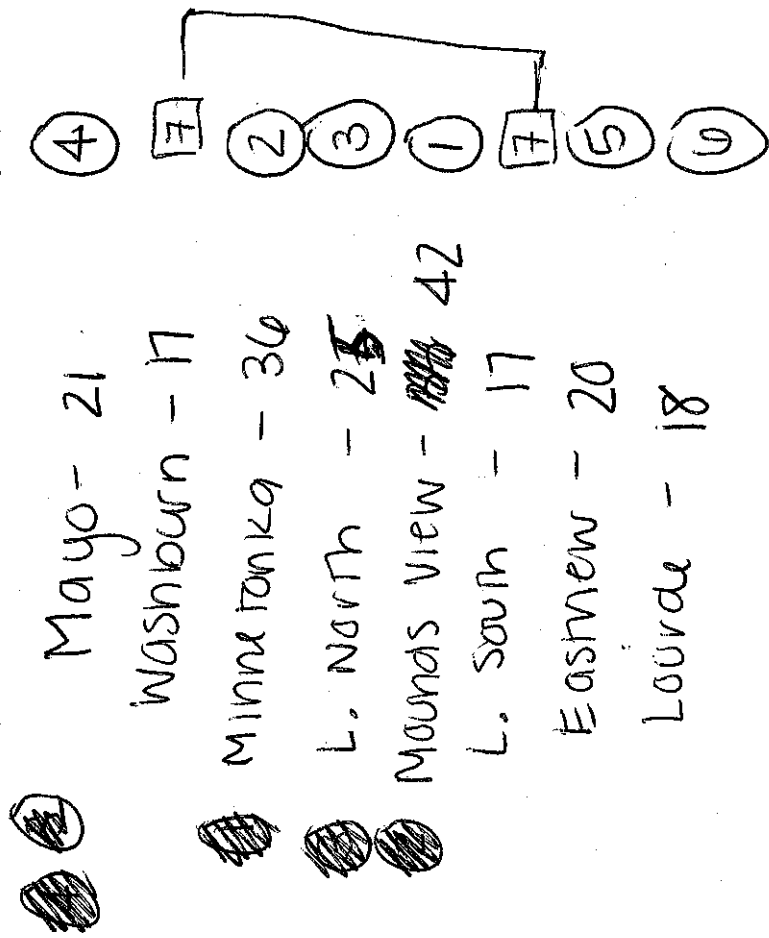 Mayo - 21 4
Washburn - 17 7
Minnetonka - 36 2
L. North - 25 3
Mounds View - 42 1
L. South - 17 7
Eastview - 20 5
Lourde - 18 6